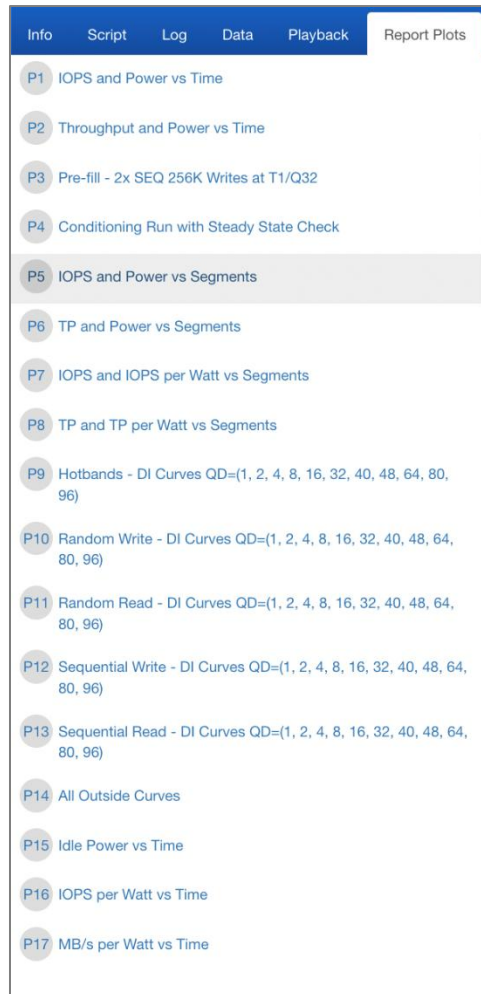 Info Script Log Data Playback Report Plots
P1 IOPS and Power vs Time
P2 Throughput and Power vs Time
P3 Pre-fill - 2x SEQ 256K Writes at T1/Q32
P4 Conditioning Run with Steady State Check
P5 IOPS and Power vs Segments
P6 TP and Power vs Segments
P7 IOPS and IOPS per Watt vs Segments
P8 TP and TP per Watt vs Segments
P9 Hotbands - DI Curves QD=(1, 2, 4, 8, 16, 32, 40, 48, 64, 80,
96)
P10 Random Write - DI Curves QD=(1, 2, 4, 8, 16, 32, 40, 48, 64,
80, 96)
P11 Random Read - DI Curves QD=(1, 2, 4, 8, 16, 32, 40, 48, 64,
80, 96)
P12 Sequential Write - DI Curves QD=(1, 2, 4, 8, 16, 32, 40, 48, 64,
80, 96)
P13 Sequential Read - DI Curves QD=(1, 2, 4, 8, 16, 32, 40, 48, 64,
80, 96)
P14 All Outside Curves
P15 Idle Power vs Time
P16 IOPS per Watt vs Time
P17 MB/s per Watt vs Time